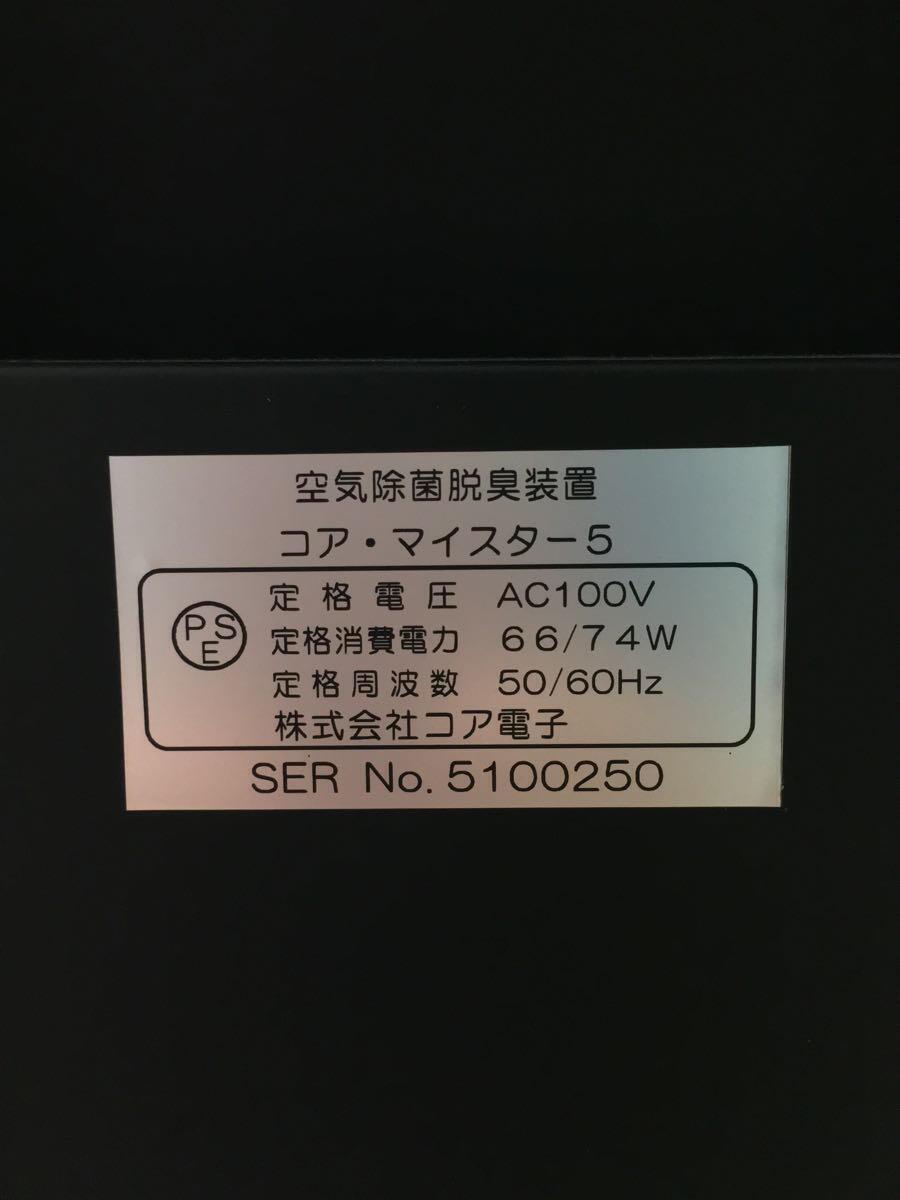 空気除菌脱臭装置
コア・マイスター5
PSE
定格電圧 AC100V
定格消費電力 66/74W
定格周波数 50/60Hz
株式会社コア電子
SER No. 5100250